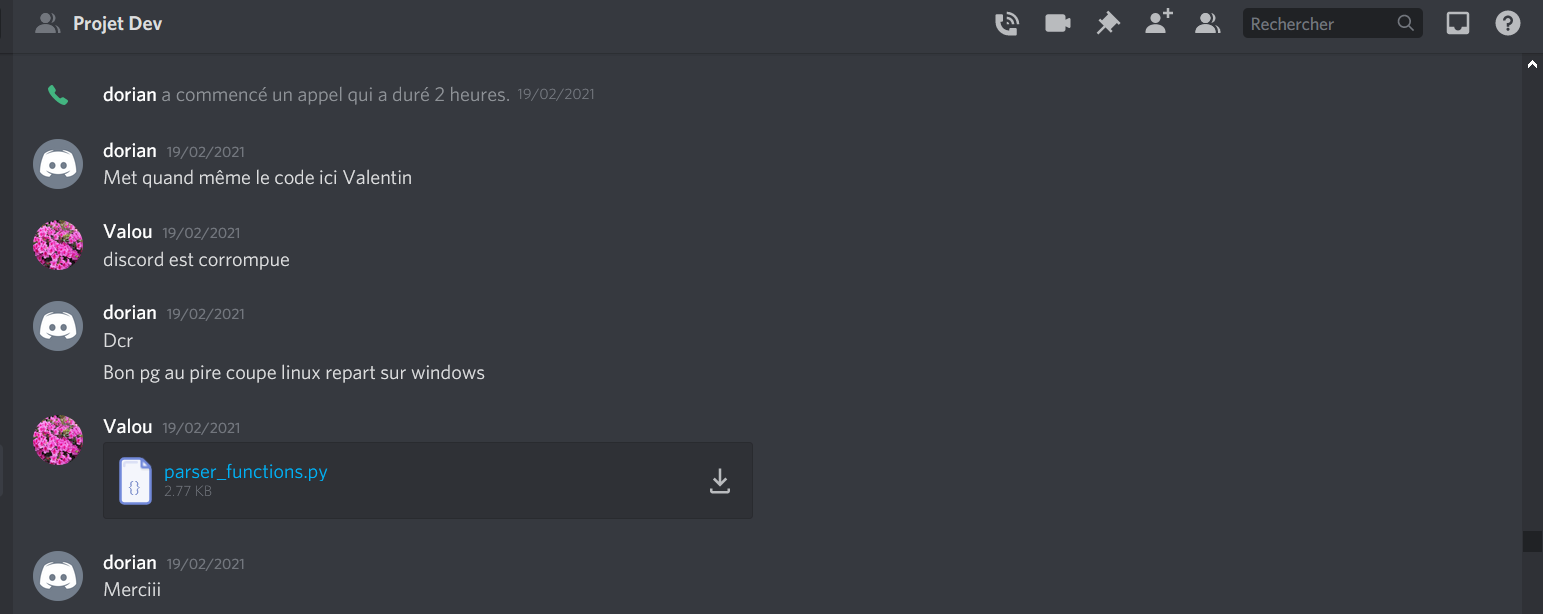 Projet Dev
Rechercher
dorian a commencé un appel qui a duré 2 heures. 19/02/2021
dorian 19/02/2021
Met quand même le code ici Valentin
Valou 19/02/2021
discord est corrompue
dorian 19/02/2021
Dcr
Bon pg au pire coupe linux repart sur windows
Valou 19/02/2021
{}
parser_functions.py
2.77 KB
dorian 19/02/2021
Merciii